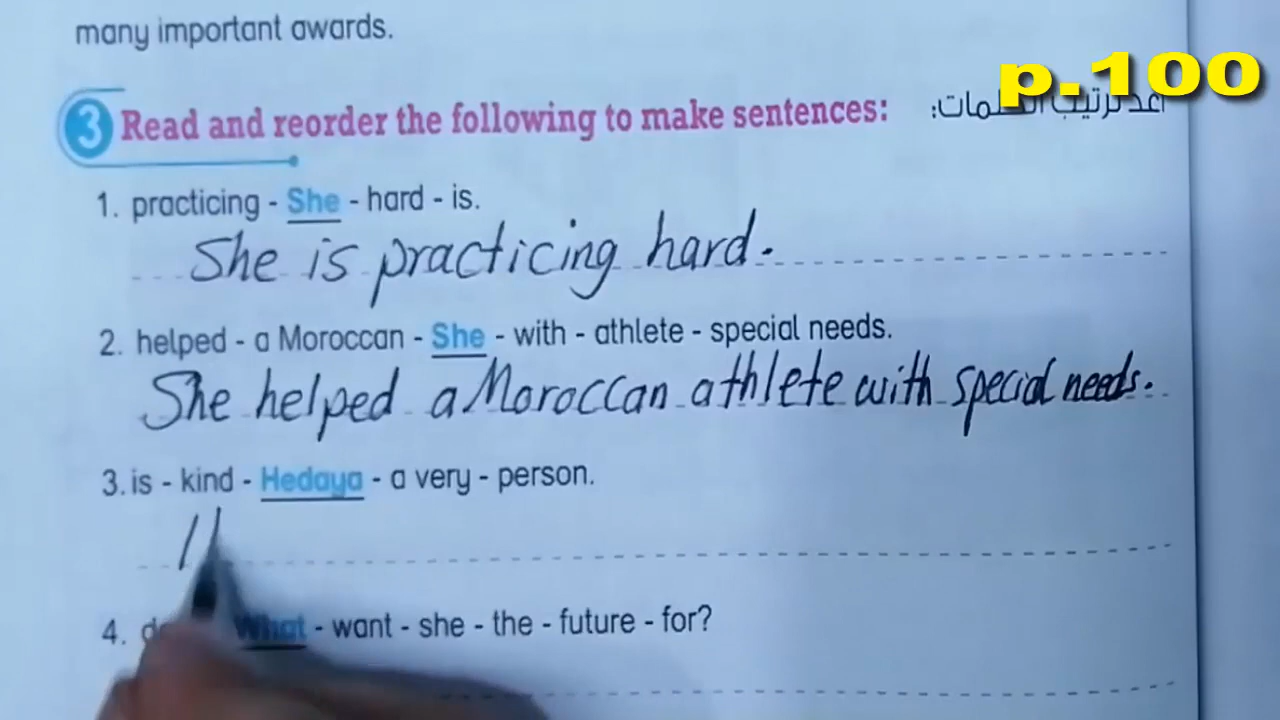 many important awards.
p.100
3 Read and reorder the following to make sentences:
1. practicing - She - hard - is.
She is practicing hard.
2. helped - a Moroccan - She - with - athlete - special needs.
She helped a Moroccan athlete with special needs.
3. is - kind - Hedaya - a very - person.
4. What - want - she - the - future - for?